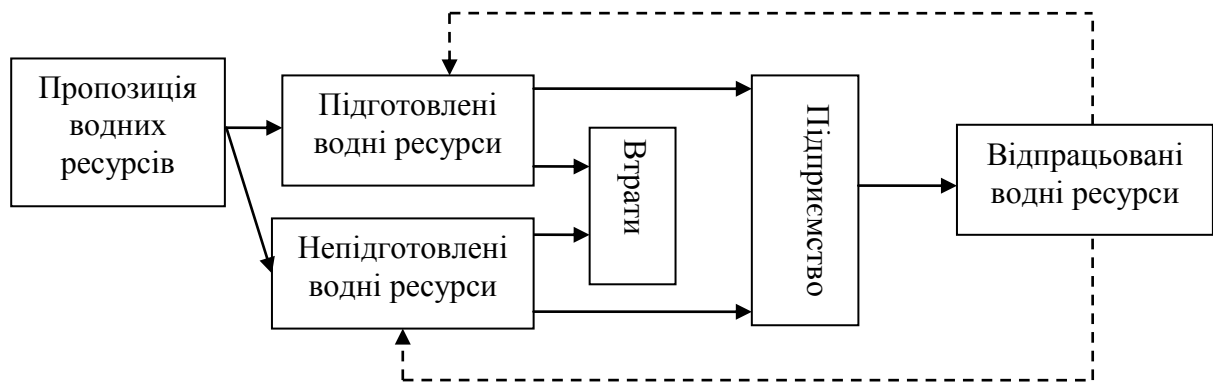 Пропозиція
водних
ресурсів
Підготовлені
водні ресурси
Непідготовлені
водні ресурси
Втрати
Підприємство
Відпрацьовані
водні ресурси